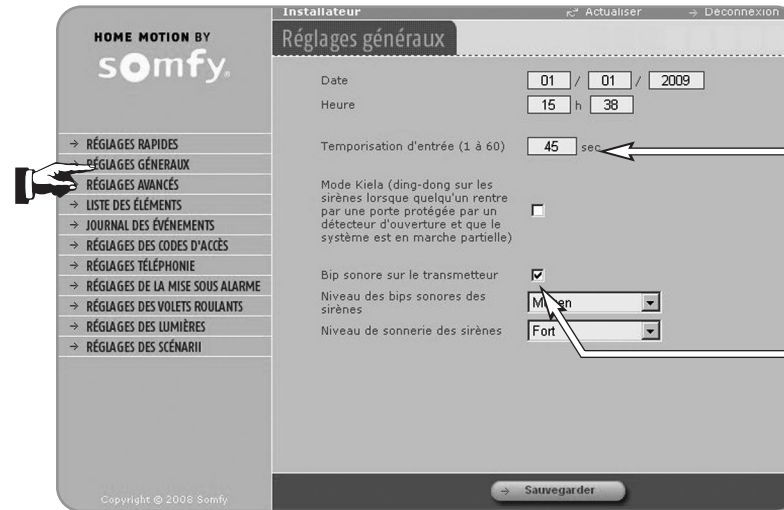 HOME MOTION BY
somfy.
Installateur
Actualiser
Déconnexion
Réglages généraux
Date 01 / 01 / 2009
Heure 15 h 38
Temporisation d'entrée (1 à 60) 45 sec
Mode Kiela (ding-dong sur les
sirènes lorsque quelqu'un rentre
par une porte protégée par un
détecteur d'ouverture et que le
système est en marche partielle)
Bip sonore sur le transmetteur
Niveau des bips sonores des
sirènes
Niveau de sonnerie des sirènes Fort
Sauvegarder
RÉGLAGES RAPIDES
RÉGLAGES GÉNERAUX
RÉGLAGES AVANCÉS
LISTE DES ÉLÉMENTS
JOURNAL DES ÉVÉNEMENTS
RÉGLAGES DES CODES D'ACCÈS
RÉGLAGES TÉLÉPHONIE
RÉGLAGES DE LA MISE SOUS ALARME
RÉGLAGES DES VOLETS ROULANTS
RÉGLAGES DES LUMIÈRES
RÉGLAGES DES SCÉNARII
Copyright © 2008 Somfy